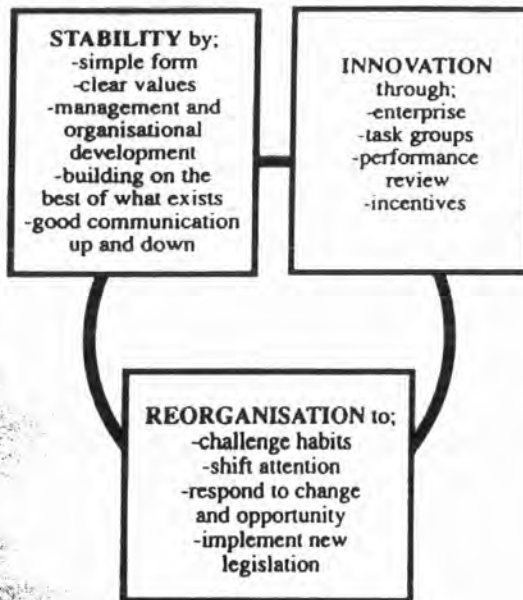 STABILITY by;
-simple form
-clear values
-management and
organisational
development
-building on the
best of what exists
-good communication
up and down
INNOVATION
through;
-enterprise
-task groups
-performance
review
-incentives
REORGANISATION to;
-challenge habits
-shift attention
-respond to change
and opportunity
-implement new
legislation